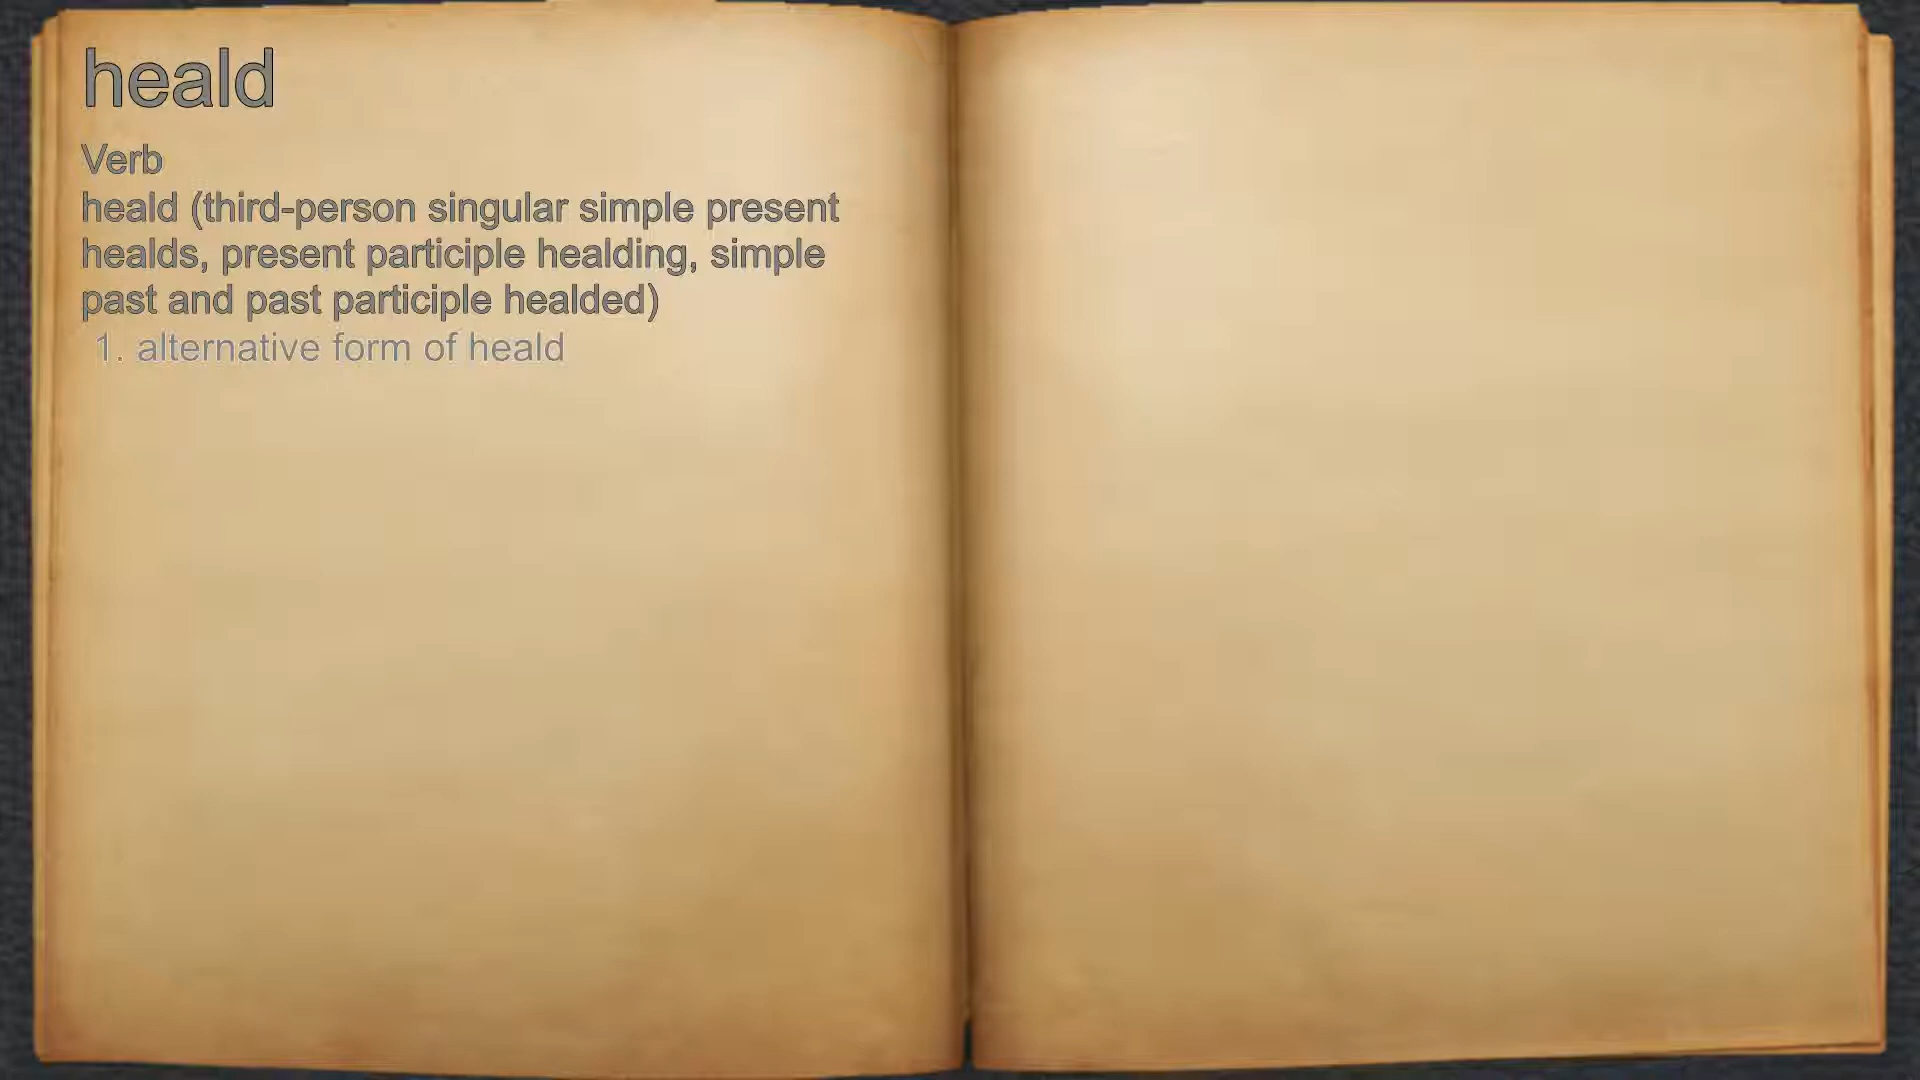 heald
Verb
heald (third-person singular simple present
healds, present participle healding, simple
past and past participle healded)
1. alternative form of heald